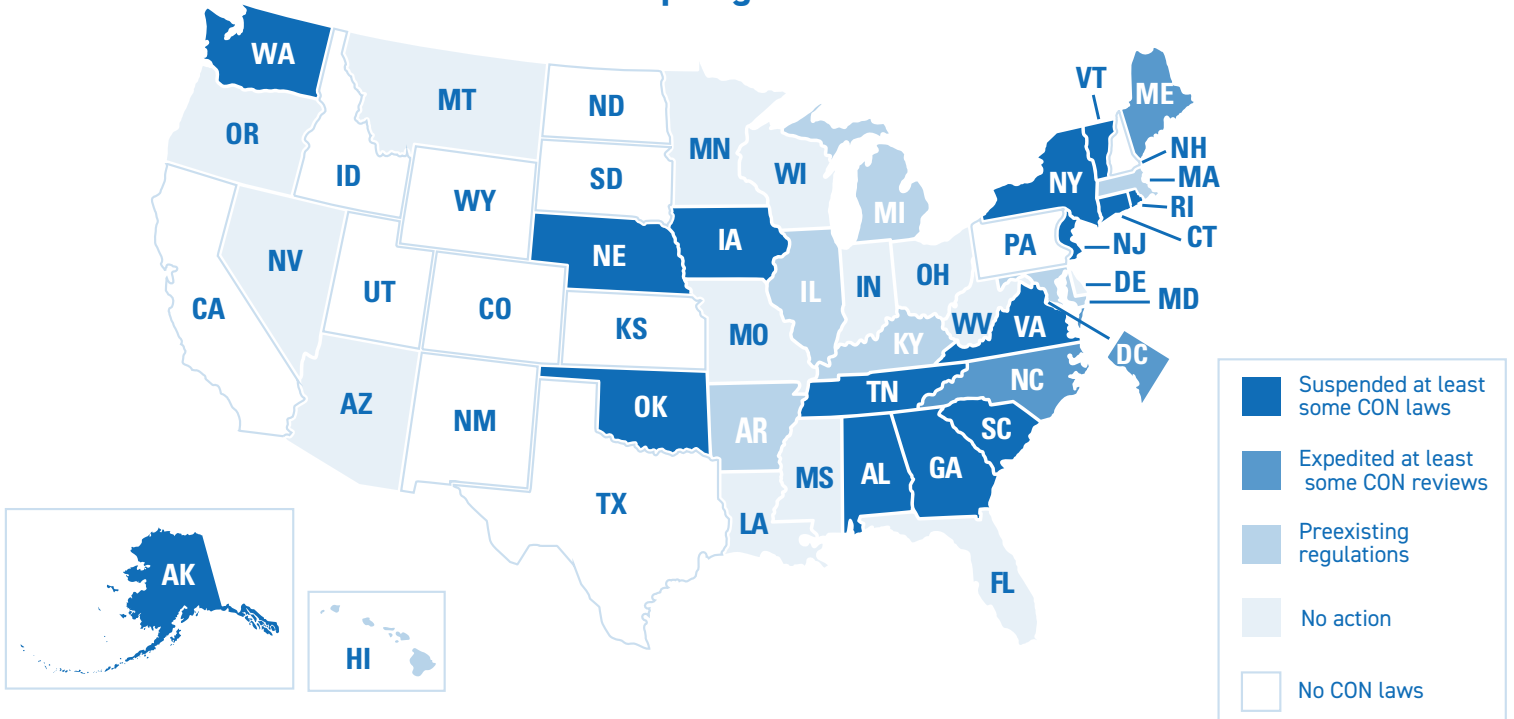 WA
MT
ND
MN
OR
ID
SD
WI
WY
MI
NY
VT
ME
NH
MA
RI
CT
NJ
PA
DE
MD
NE
IA
NV
UT
CO
CA
IL
IN
OH
WV
VA
DC
KS
MO
KY
NC
TN
AZ
NM
OK
AR
SC
MS
AL
GA
TX
LA
FL
AK
HI
Suspended at least
some CON laws
Expedited at least
some CON reviews
Preexisting
regulations
No action
No CON laws